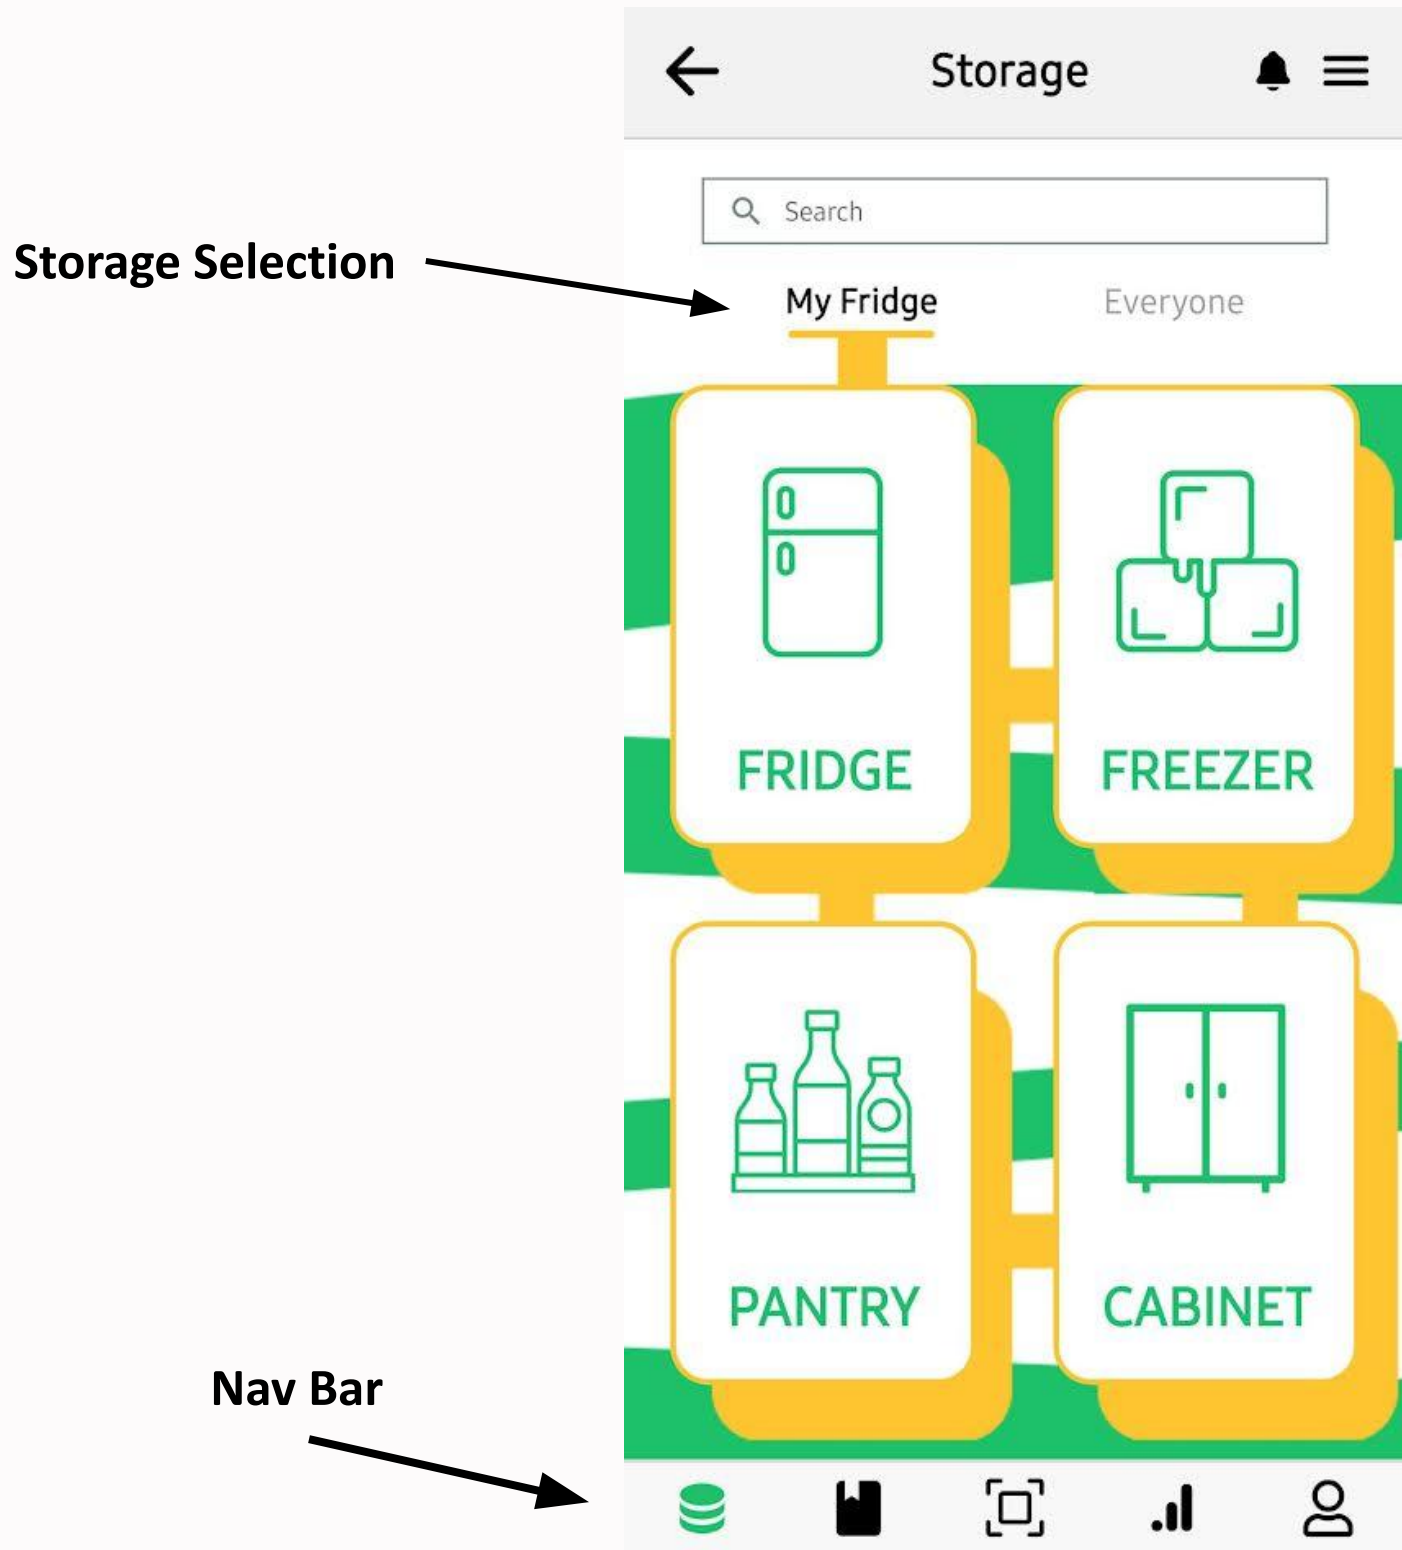 Storage
Search
Storage Selection
My Fridge
Everyone
FRIDGE
FREEZER
PANTRY
CABINET
Nav Bar